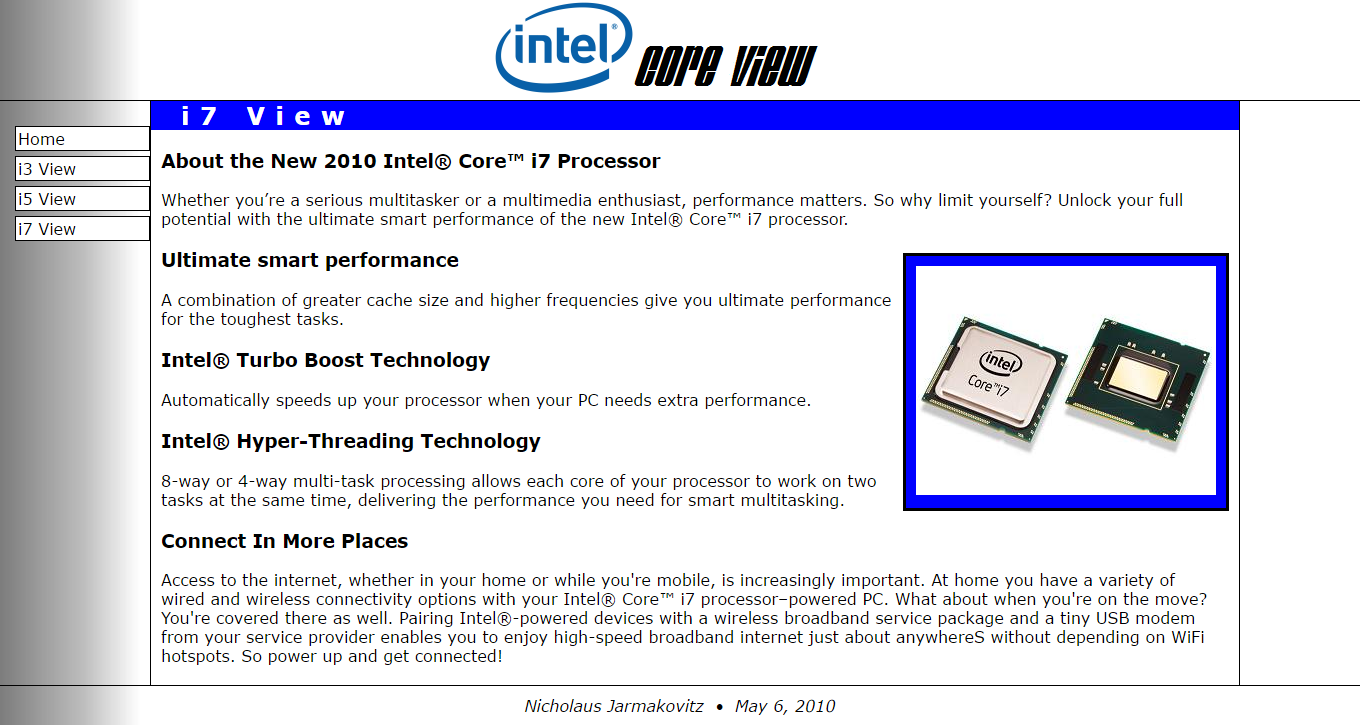 intel® core view
i7 View
Home
i3 View
i5 View
i7 View
About the New 2010 Intel® Core™ i7 Processor
Whether you’re a serious multitasker or a multimedia enthusiast, performance matters. So why limit yourself? Unlock your full
potential with the ultimate smart performance of the new Intel® Core™ i7 processor.
Ultimate smart performance
A combination of greater cache size and higher frequencies give you ultimate performance
for the toughest tasks.
Intel® Turbo Boost Technology
Automatically speeds up your processor when your PC needs extra performance.
Intel® Hyper-Threading Technology
8-way or 4-way multi-task processing allows each core of your processor to work on two
tasks at the same time, delivering the performance you need for smart multitasking.
intel
Core™i7
Connect In More Places
Access to the internet, whether in your home or while you're mobile, is increasingly important. At home you have a variety of
wired and wireless connectivity options with your Intel® Core™ i7 processor–powered PC. What about when you're on the move?
You're covered there as well. Pairing Intel®-powered devices with a wireless broadband service package and a tiny USB modem
from your service provider enables you to enjoy high-speed broadband internet just about anywhereS without depending on WiFi
hotspots. So power up and get connected!
Nicholaus Jarmakovitz • May 6, 2010